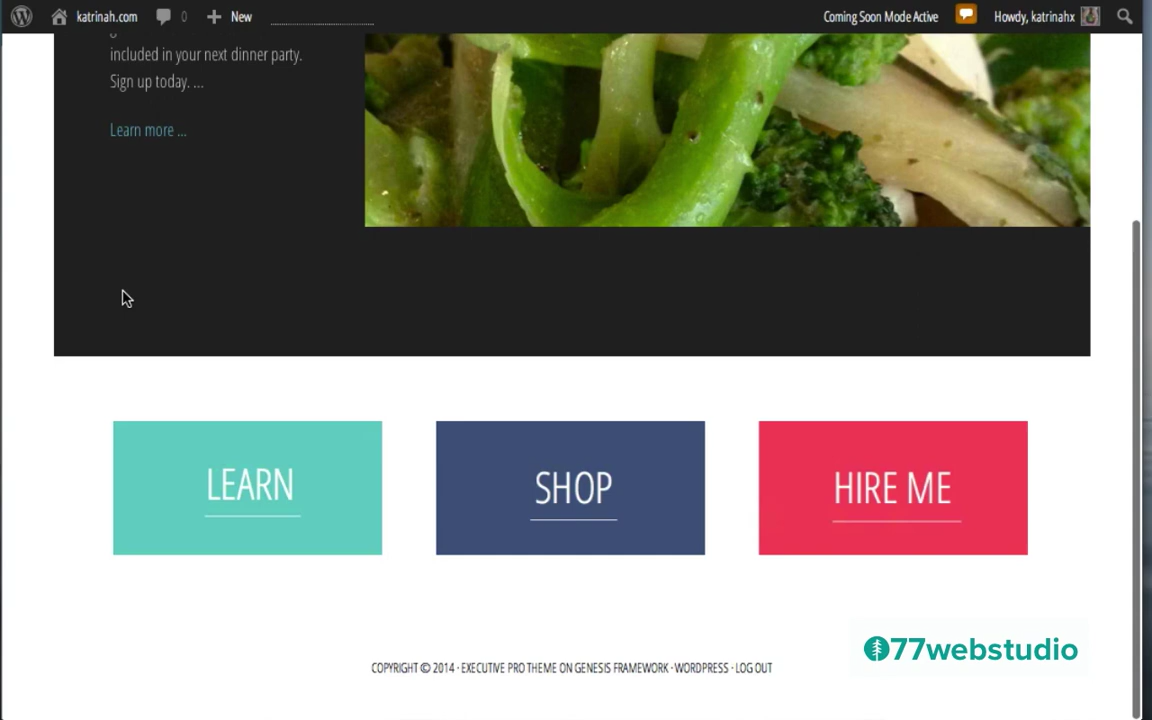 katrinah.com 0 New Coming Soon Mode Active Howdy, katrinahx
included in your next dinner party.
Sign up today. ...
Learn more ...
LEARN SHOP HIRE ME
77webstudio
COPYRIGHT © 2014 · EXECUTIVE PRO THEME ON GENESIS FRAMEWORK · WORDPRESS · LOG OUT